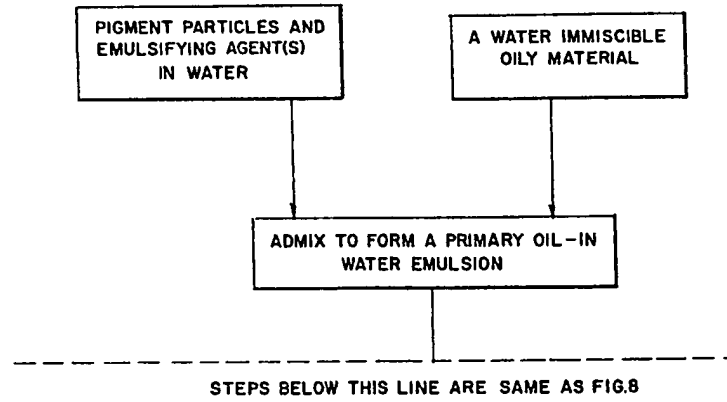 PIGMENT PARTICLES AND
EMULSIFYING AGENT(S)
IN WATER
A WATER IMMISCIBLE
OILY MATERIAL
ADMIX TO FORM A PRIMARY OIL-IN
WATER EMULSION
STEPS BELOW THIS LINE ARE SAME AS FIG.8